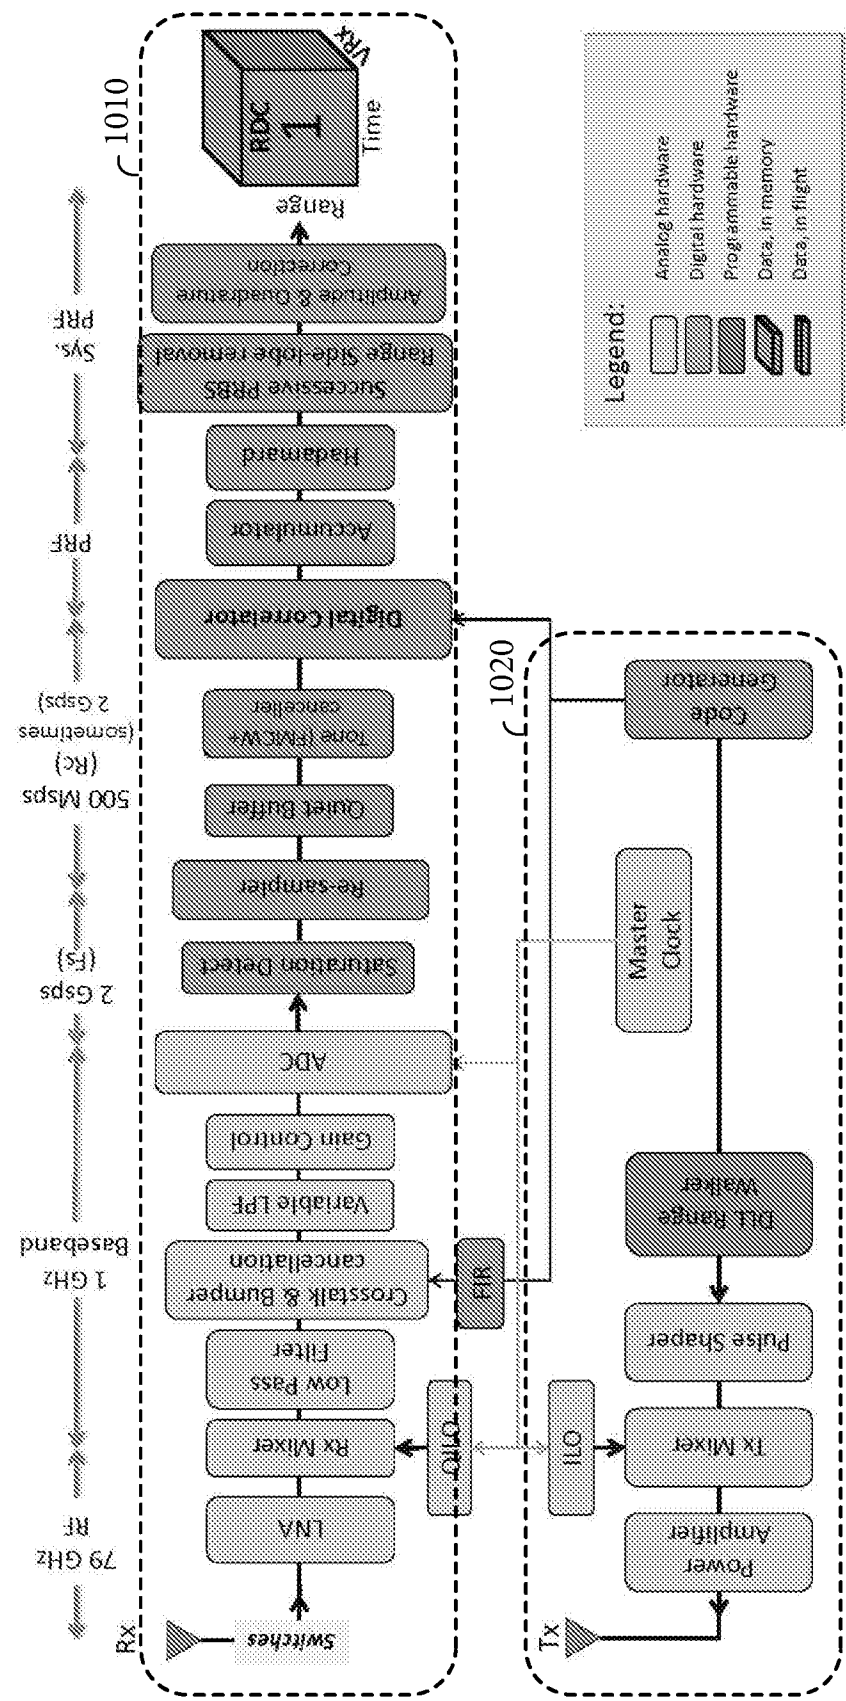 1010
Rx
Switches
LNA
Rx Mixer
Low Pass
Filter
Crosstalk & Bumper
cancellation
Variable LPF
Gain Control
ADC
Saturation Detect
Re-sampler
Quiet Buffer
Tone (FMCW+
canceller
Digital Correlator
Accumulator
Hadamard
Successive PRBS
Range Side-lobe removal
Amplitude & Quadrature
Correction
Range
RDC
1
Time
VRx
79 GHz
RF
1 GHz
Baseband
2 Gsps
(Fs)
500 Msps
(Rc)
(sometimes
2 Gsps)
PRF
Sys.
PRF
QILO
FIR
ILO
1020
Tx
Power
Amplifier
Tx Mixer
Pulse Shaper
DLL Range
Walker
Master
Clock
Code
Generator
Legend:
Analog hardware
Digital hardware
Programmable hardware
Data, in memory
Data, in flight